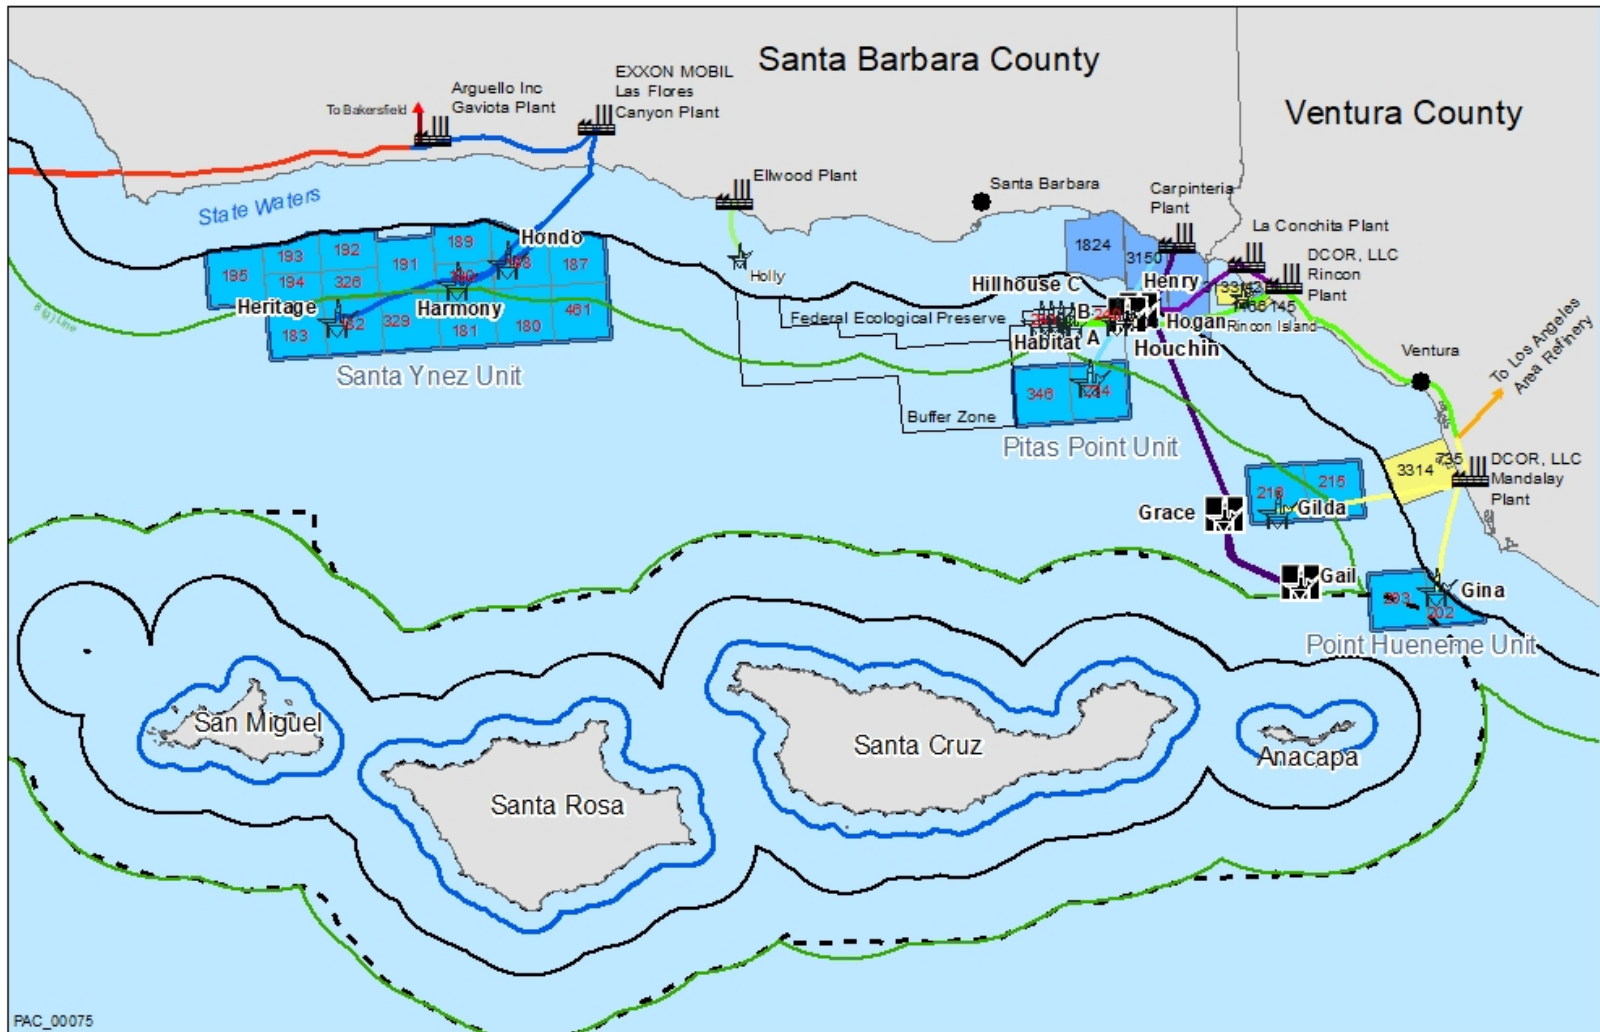 Santa Barbara County
Ventura County
EXXON MOBIL
Las Flores
Canyon Plant
Arguello Inc
Gaviota Plant
To Bakersfield
Ellwood Plant
Santa Barbara
Carpinteria
Plant
La Conchita Plant
DCOR, LLC
Rincon
Plant
State Waters
8 (g) Line
Hondo
189
192
193
191
187
195
194
326
Heritage
Harmony
461
183
329
181
180
Santa Ynez Unit
Holly
1824
3150
Henry
Hillhouse C
B
Federal Ecological Preserve
Hogan
Rincon Island
145
Habitat
A
Houchin
346
Buffer Zone
Pitas Point Unit
Ventura
To Los Angeles
Area Refinery
3314
735
DCOR, LLC
Mandalay
Plant
216
215
Grace
Gilda
Gail
Gina
202
Point Hueneme Unit
San Miguel
Santa Rosa
Santa Cruz
Anacapa
PAC_00075